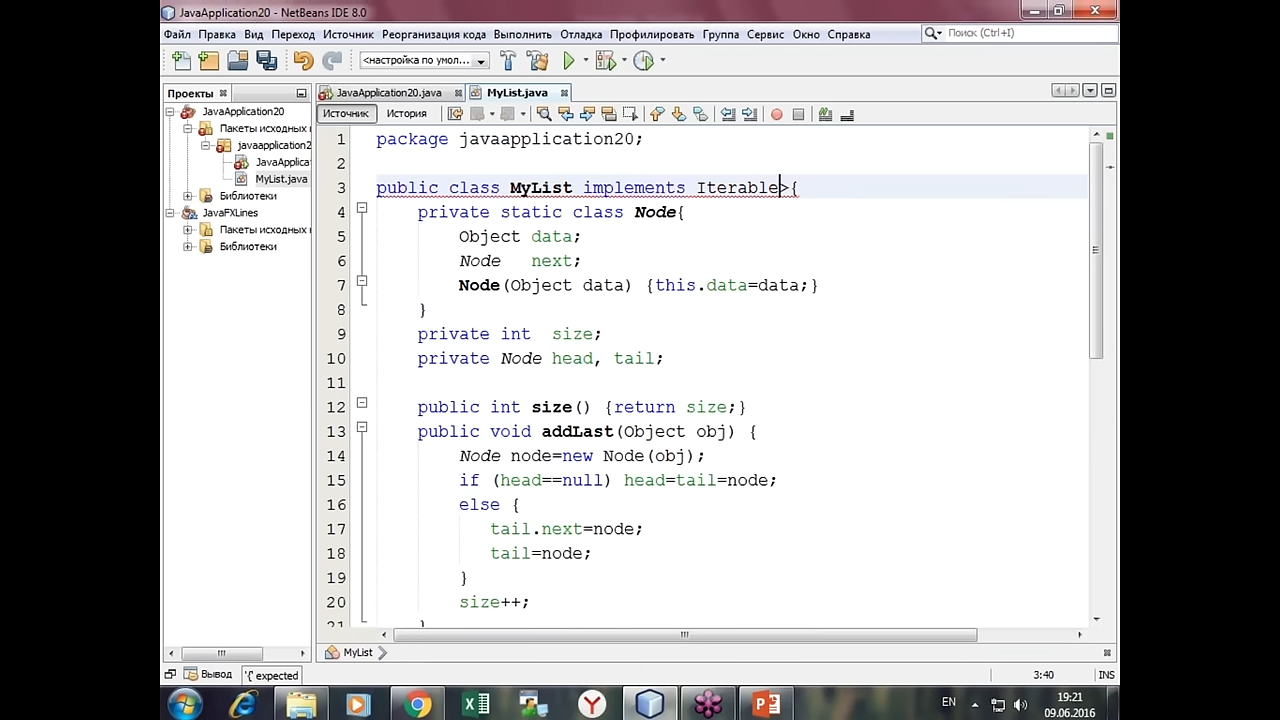 JavaApplication20 - NetBeans IDE 8.0
Файл Правка Вид Переход Источник Реорганизация кода Выполнить Отладка Профилировать Группа Сервис Окно Справка
Поиск (Ctrl+I)
<настройка по умол...
Проекты
JavaApplication20.java
MyList.java
Источник
История
JavaApplication20
Пакеты исходных
javaapplication20
JavaApplica
MyList.java
Библиотеки
JavaFXLines
Пакеты исходных
Библиотеки
1 package javaapplication20;
2
3 public class MyList implements Iterable>{
4 private static class Node{
5 Object data;
6 Node next;
7 Node(Object data) {this.data=data;}
8 }
9 private int size;
10 private Node head, tail;
11
12 public int size() {return size;}
13 public void addLast(Object obj) {
14 Node node=new Node(obj);
15 if (head==null) head=tail=node;
16 else {
17 tail.next=node;
18 tail=node;
19 }
20 size++;
21 }
MyList
Вывод
'{' expected
3:40
INS
EN
19:21
09.06.2016